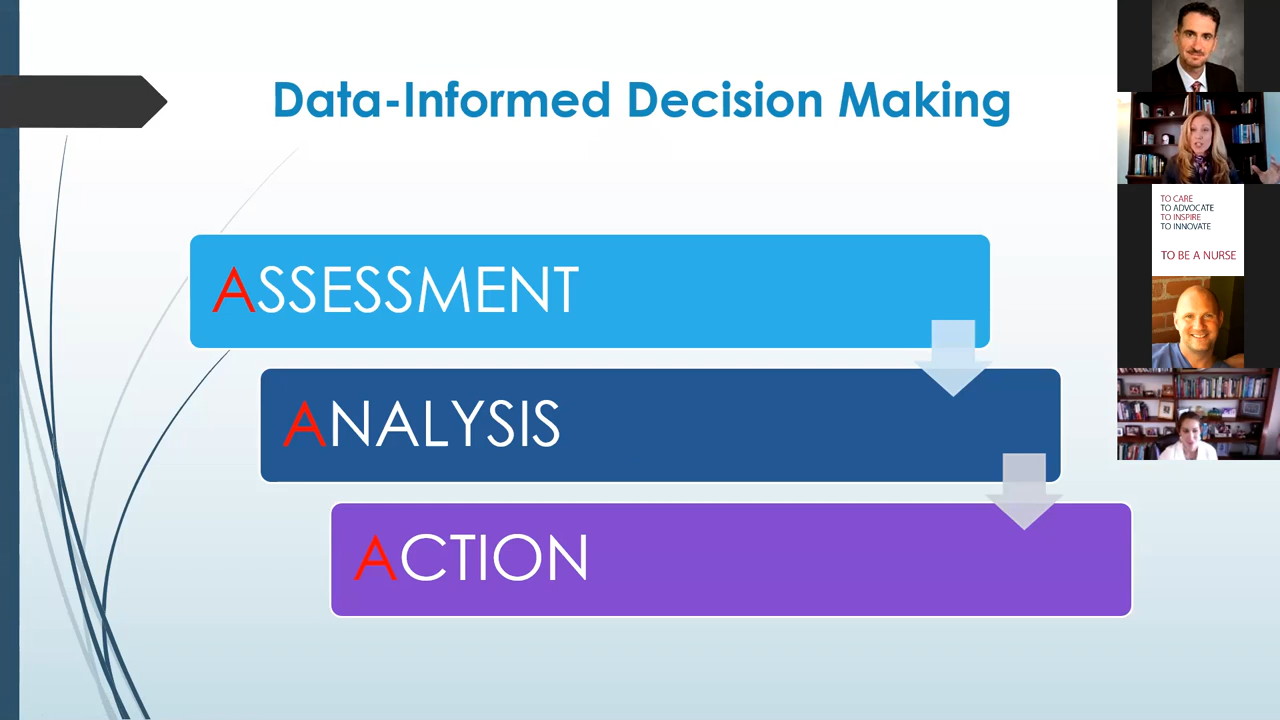 Data-Informed Decision Making
ASSESSMENT
ANALYSIS
ACTION
TO CARE
TO ADVOCATE
TO INSPIRE
TO INNOVATE
TO BE A NURSE